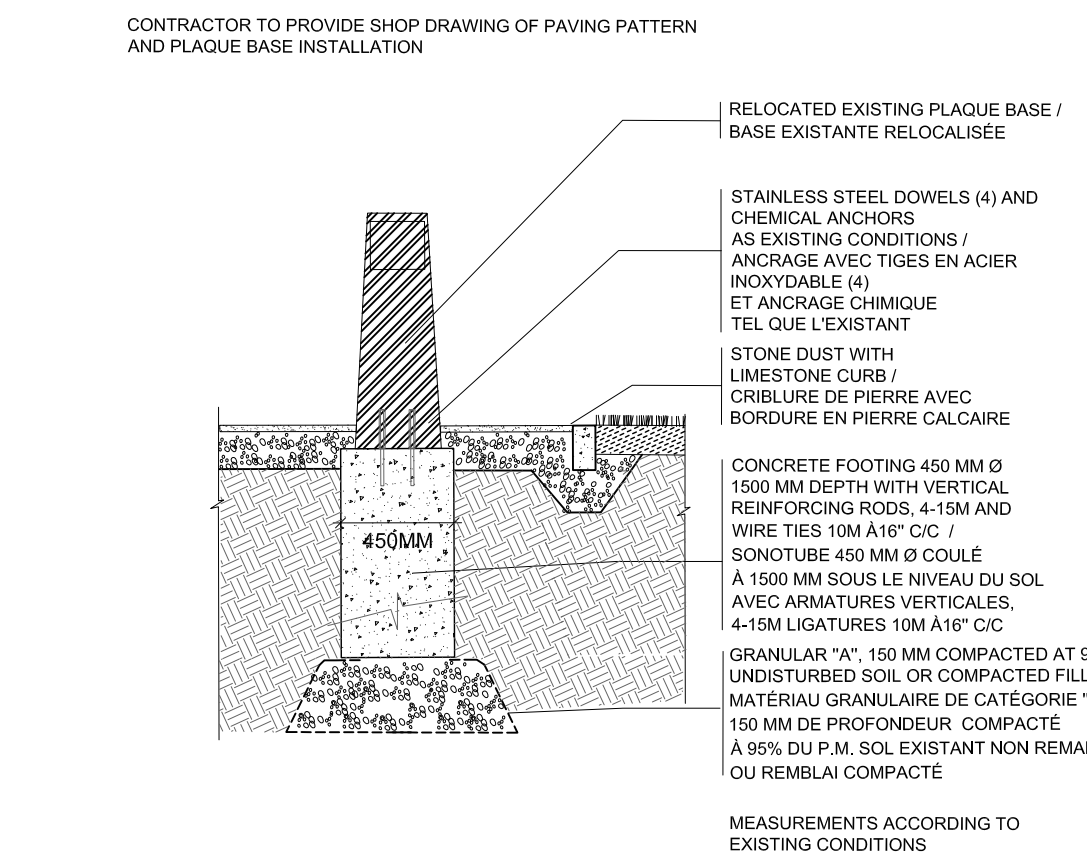 CONTRACTOR TO PROVIDE SHOP DRAWING OF PAVING PATTERN
AND PLAQUE BASE INSTALLATION
RELOCATED EXISTING PLAQUE BASE /
BASE EXISTANTE RELOCALISÉE
STAINLESS STEEL DOWELS (4) AND
CHEMICAL ANCHORS
AS EXISTING CONDITIONS /
ANCRAGE AVEC TIGES EN ACIER
INOXYDABLE (4)
ET ANCRAGE CHIMIQUE
TEL QUE L'EXISTANT
STONE DUST WITH
LIMESTONE CURB /
CRIBLURE DE PIERRE AVEC
BORDURE EN PIERRE CALCAIRE
CONCRETE FOOTING 450 MM Ø
1500 MM DEPTH WITH VERTICAL
REINFORCING RODS, 4-15M AND
WIRE TIES 10M À16" C/C /
450MM
SONOTUBE 450 MM Ø COULÉ
À 1500 MM SOUS LE NIVEAU DU SOL
AVEC ARMATURES VERTICALES,
4-15M LIGATURES 10M À16" C/C
GRANULAR "A", 150 MM COMPACTED AT
UNDISTURBED SOIL OR COMPACTED FILL
MATÉRIAU GRANULAIRE DE CATÉGORIE "
150 MM DE PROFONDEUR COMPACTÉ
À 95% DU P.M. SOL EXISTANT NON
OU REMBLAI COMPACTÉ
MEASUREMENTS ACCORDING TO
EXISTING CONDITIONS